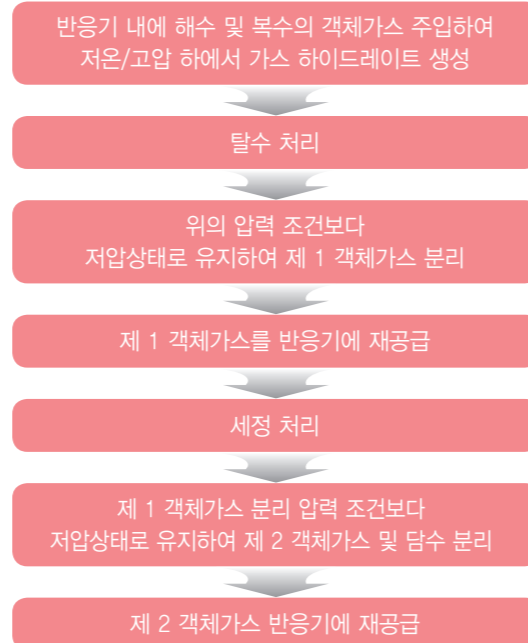 반응기 내에 해수 및 복수의 객체가스 주입하여
저온/고압 하에서 가스 하이드레이트 생성
탈수 처리
위의 압력 조건보다
저압상태로 유지하여 제 1 객체가스 분리
제 1 객체가스를 반응기에 재공급
세정 처리
제 1 객체가스 분리 압력 조건보다
저압상태로 유지하여 제 2 객체가스 및 담수 분리
제 2 객체가스 반응기에 재공급